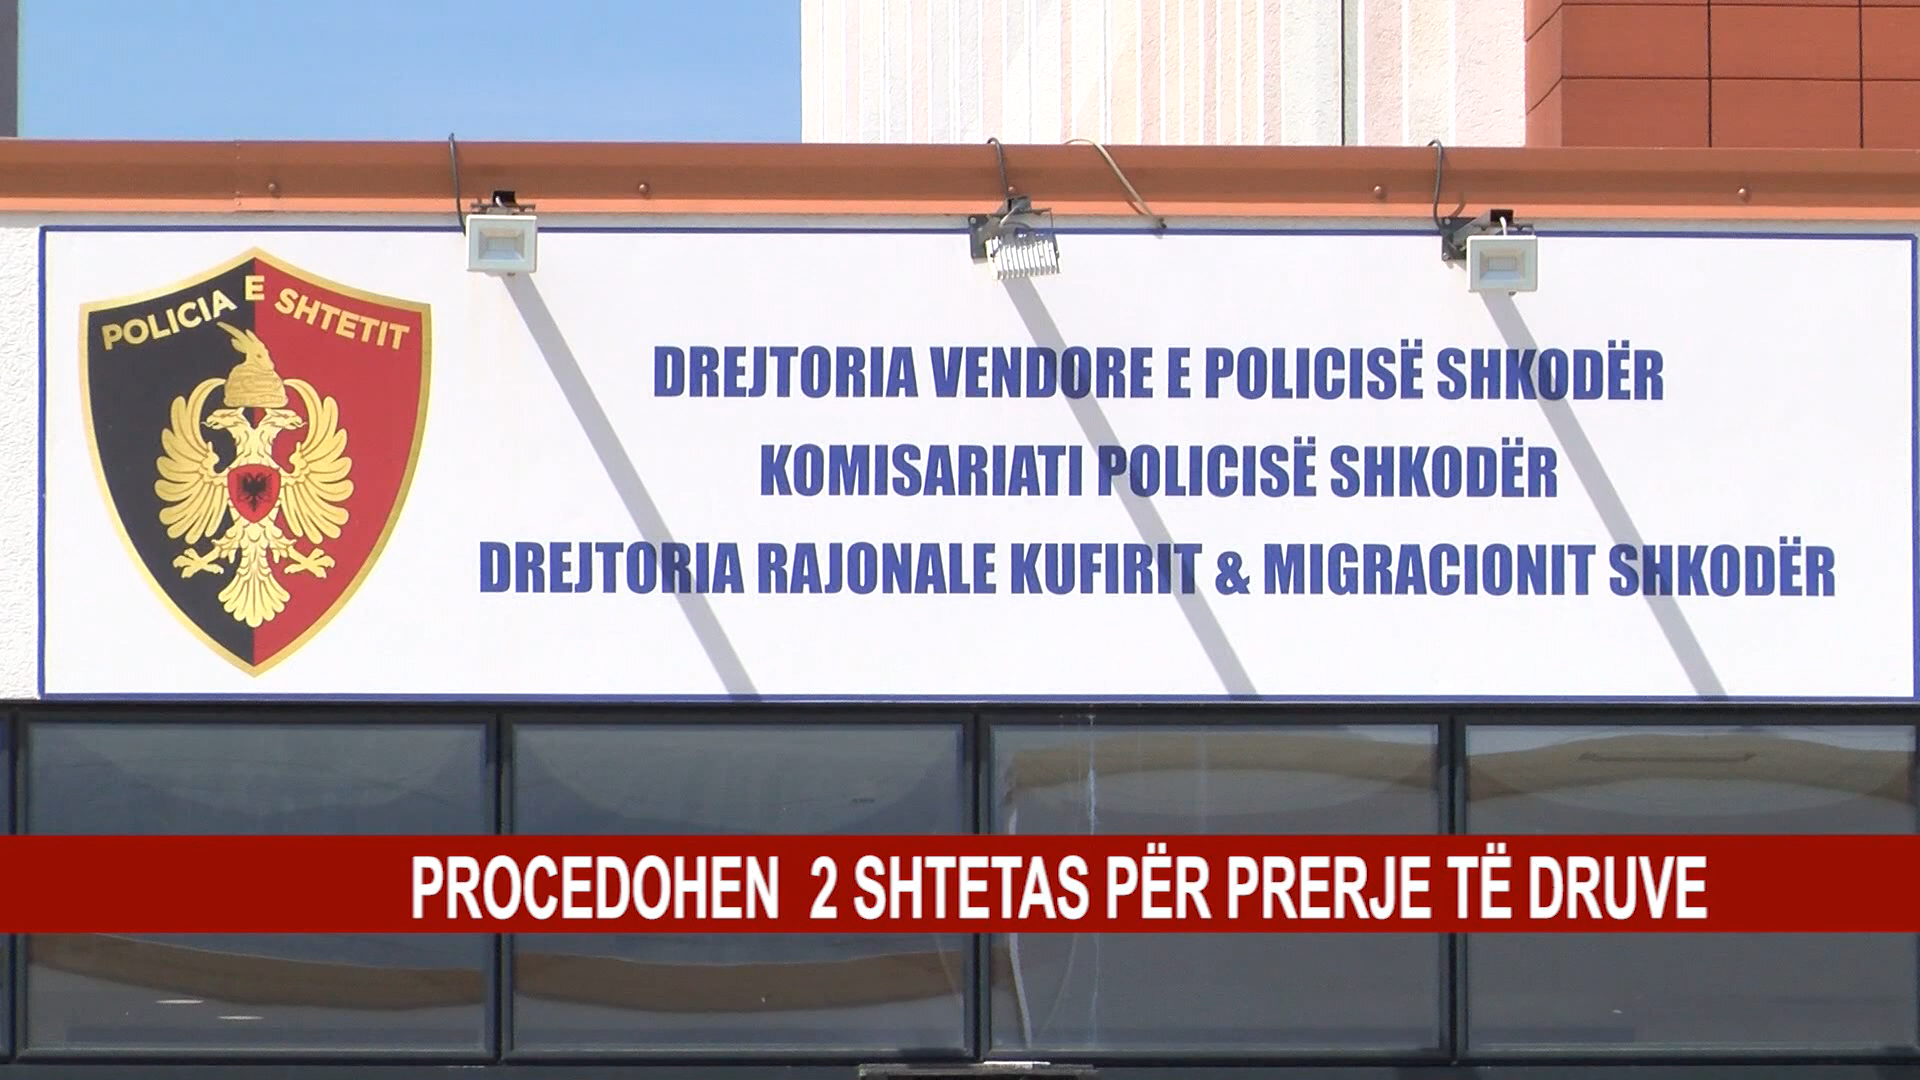 POLICIA E SHTETIT
DREJTORIA VENDORE E POLICISË SHKODËR
KOMISARIATI POLICISË SHKODËR
DREJTORIA RAJONALE KUFIRIT & MIGRACIONIT SHKODËR
PROCEDOHEN 2 SHTETAS PËR PRERJE TË DRUVE